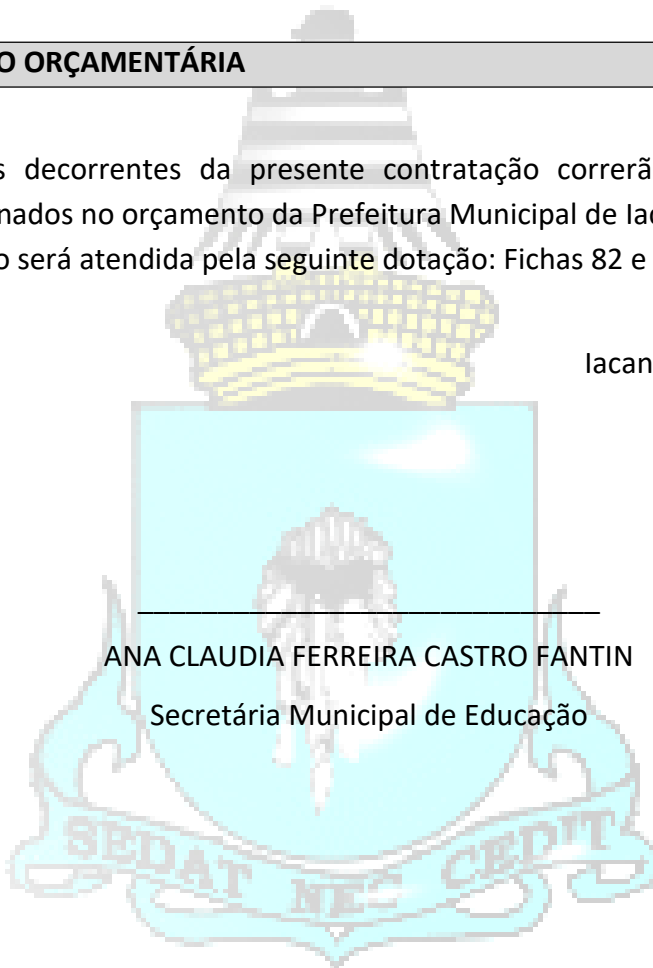 O ORÇAMENTÁRIA
s decorrentes da presente contratação correrã
nados no orçamento da Prefeitura Municipal de Iac
o será atendida pela seguinte dotação: Fichas 82 e
Iacan
ANA CLAUDIA FERREIRA CASTRO FANTIN
Secretária Municipal de Educação
SEDAT NEC CEDIT